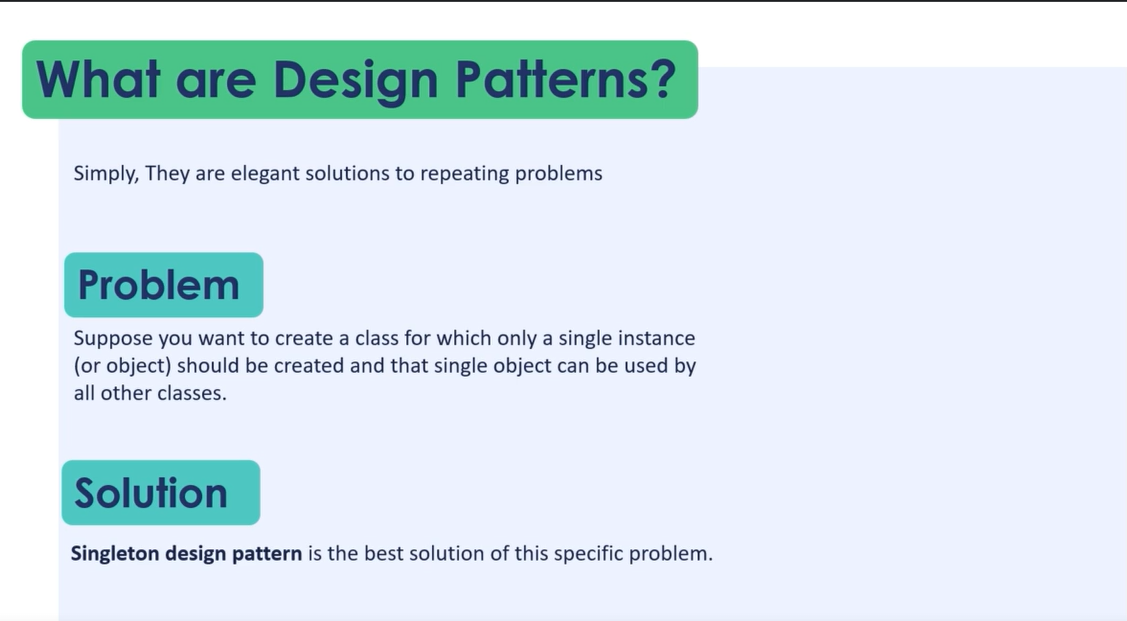 What are Design Patterns?
Simply, They are elegant solutions to repeating problems
Problem
Suppose you want to create a class for which only a single instance
(or object) should be created and that single object can be used by
all other classes.
Solution
Singleton design pattern is the best solution of this specific problem.